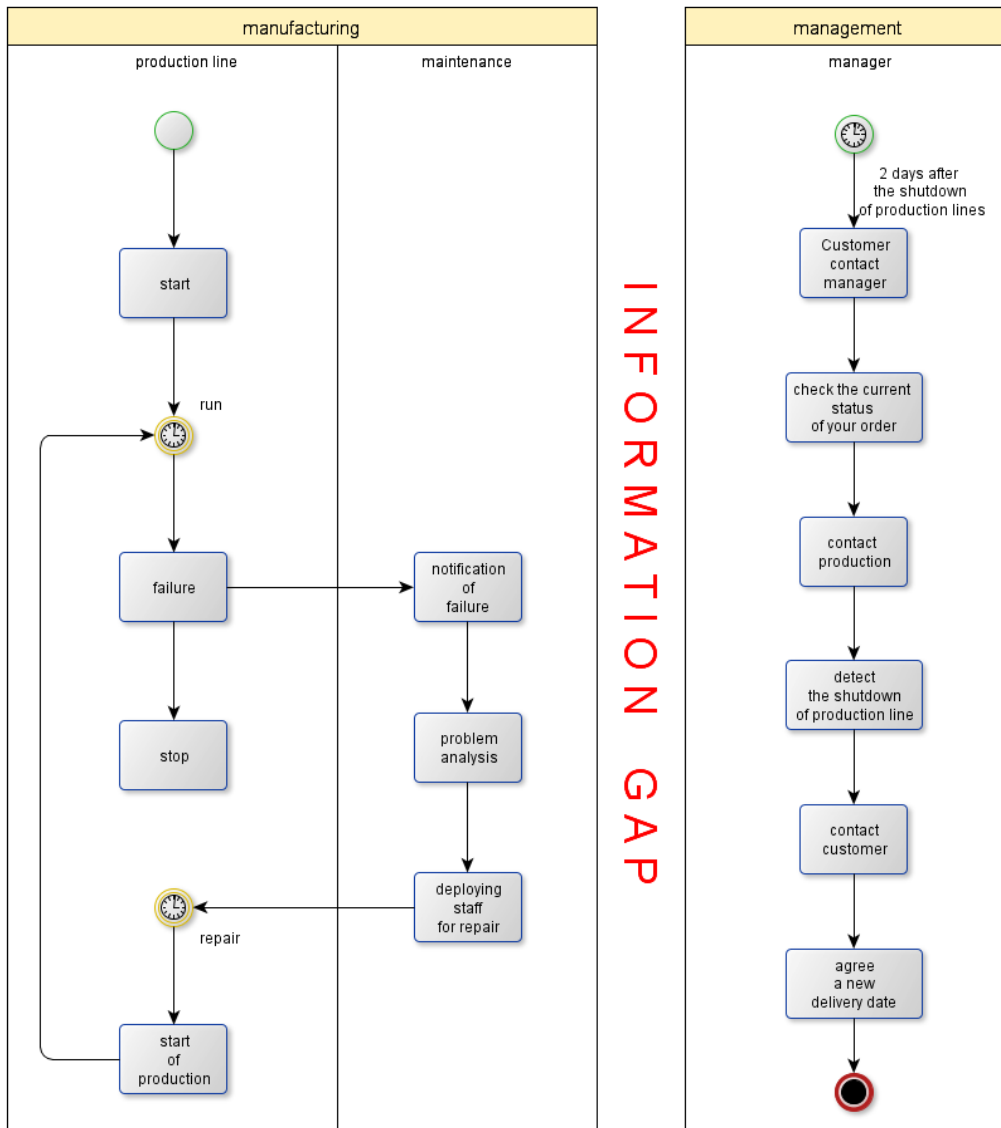 manufacturing
production line
maintenance
start
run
failure
notification
of
failure
stop
problem
analysis
deploying
staff
for repair
repair
start
of
production
INFORMATION GAP
management
manager
2 days after
the shutdown
of production lines
Customer
contact
manager
check the current
status
of your order
contact
production
detect
the shutdown
of production line
contact
customer
agree
a new
delivery date